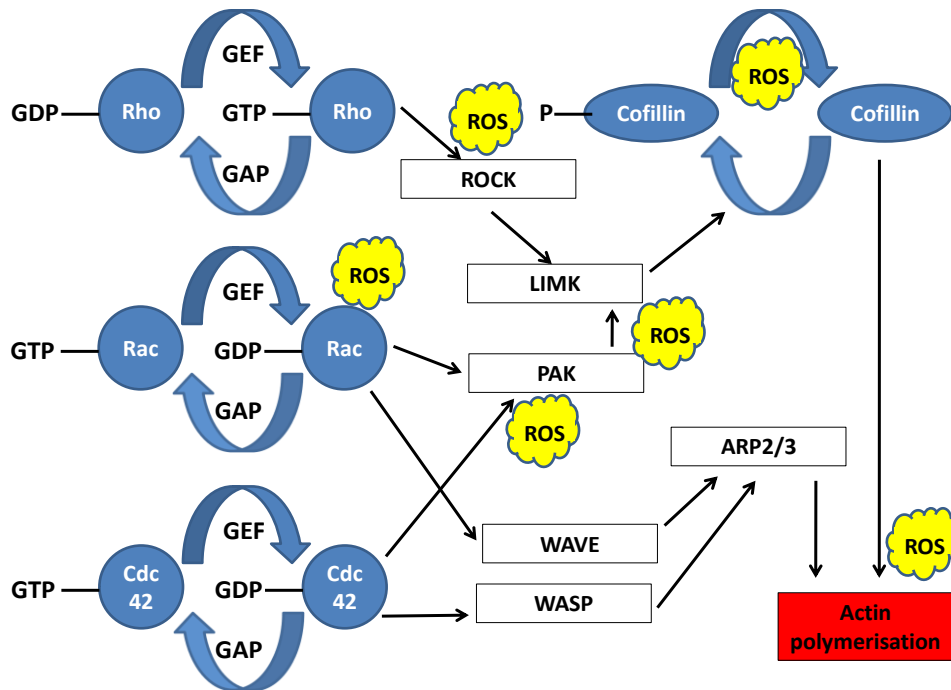 GEF
GDP
Rho
GTP
Rho
GAP
ROS
ROCK
P
Cofillin
ROS
Cofillin
LIMK
GEF
ROS
GTP
Rac
GDP
Rac
GAP
PAK
ROS
ROS
ARP2/3
GEF
GTP
Cdc
42
GDP
Cdc
42
GAP
WAVE
WASP
ROS
Actin
polymerisation